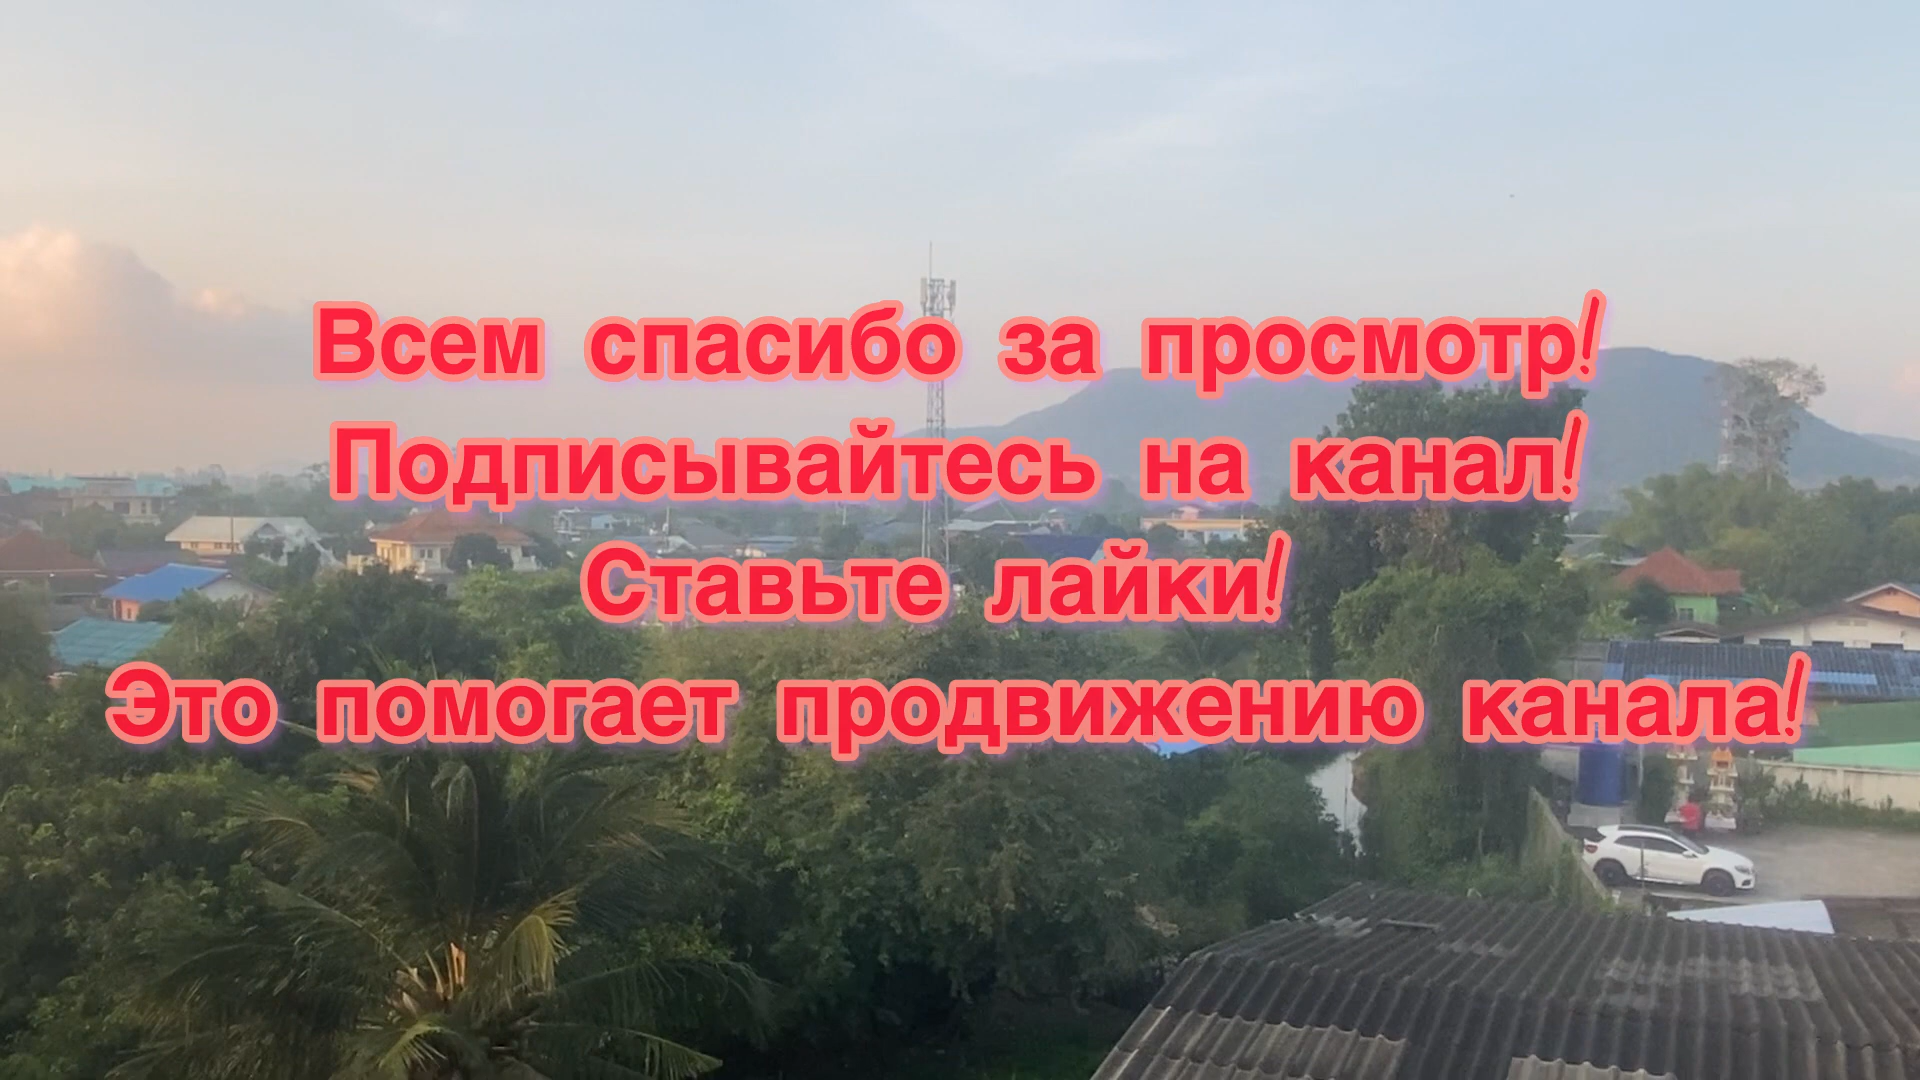 Всем спасибо за просмотр!
Подписывайтесь на канал!
Ставьте лайки!
Это помогает продвижению канала!